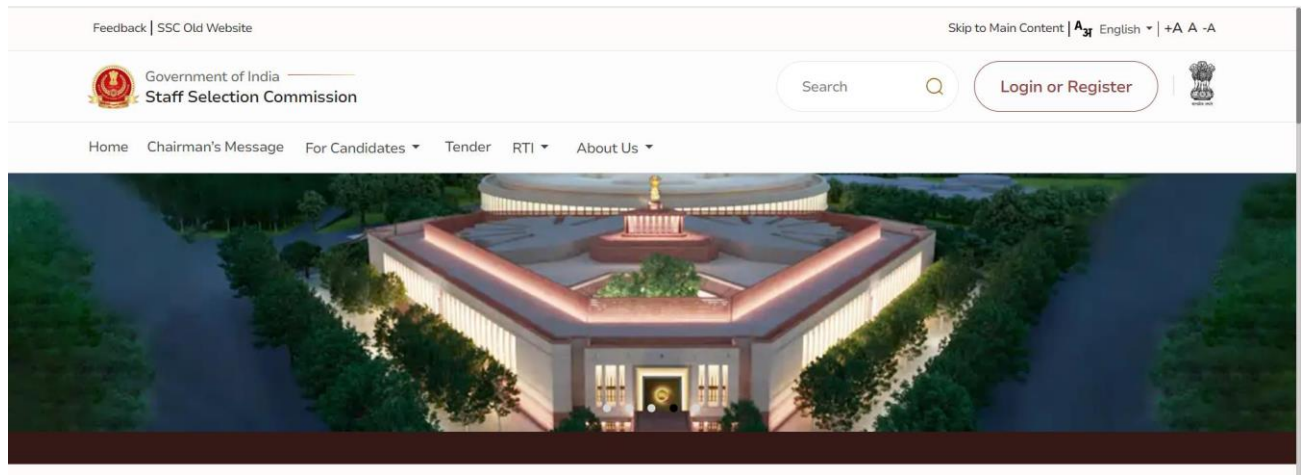 Feedback | SSC Old Website
Skip to Main Content | Aअ English | +A A -A
Government of India
Staff Selection Commission
Search
Login or Register
Home Chairman's Message For Candidates Tender RTI About Us